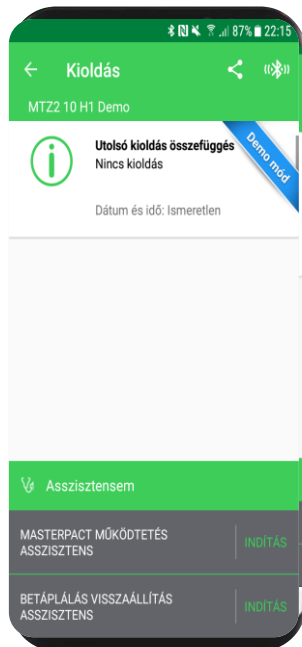 87% 22:15
Kioldás
MTZ2 10 H1 Demo
Utolsó kioldás összefüggés
Nincs kioldás
Demo mód
Dátum és idő: Ismeretlen
Asszisztensem
MASTERPACT MŰKÖDTETÉS
ASSZISZTENS
INDÍTÁS
BETÁPLÁLÁS VISSZAÁLLÍTÁS
ASSZISZTENS
INDÍTÁS